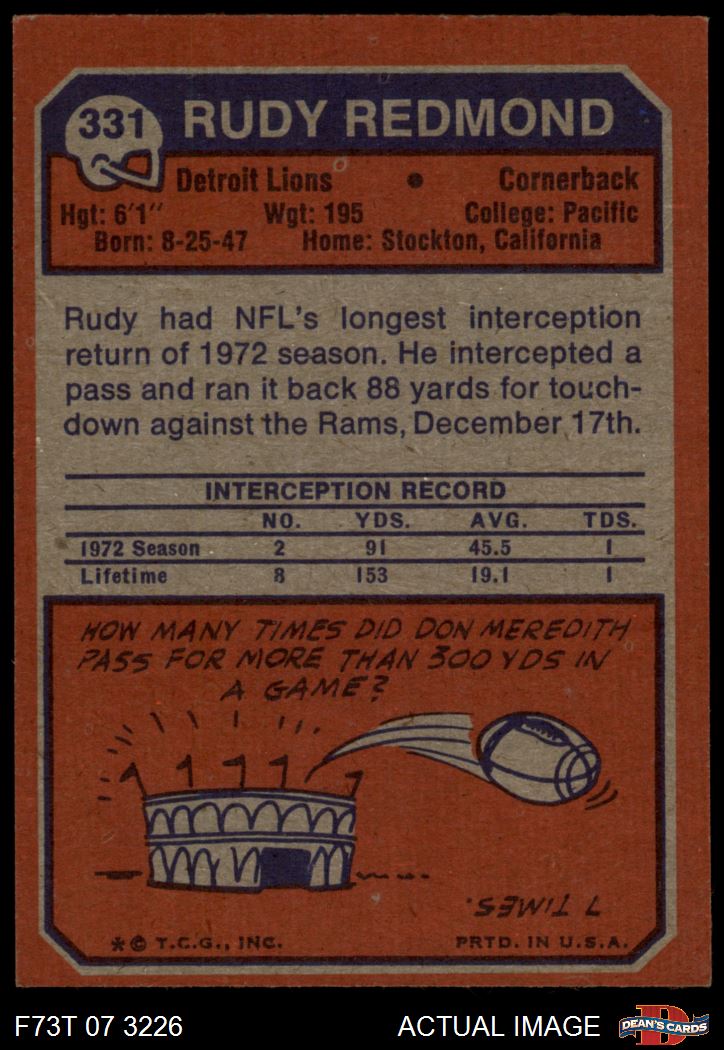 331
RUDY REDMOND
Detroit Lions • Cornerback
Hgt: 6'1" Wgt: 195 College: Pacific
Born: 8-25-47 Home: Stockton, California
Rudy had NFL's longest interception
return of 1972 season. He intercepted a
pass and ran it back 88 yards for touch-
down against the Rams, December 17th.
INTERCEPTION RECORD
NO. YDS. AVG. TDS.
1972 Season 2 91 45.5 1
Lifetime 8 153 19.1 1
HOW MANY TIMES DID DON MEREDITH
PASS FOR MORE THAN 300 YDS IN
A GAME?
7 TIMES.
*© T.C.G., INC. PRTD. IN U.S.A.
F73T 07 3226 ACTUAL IMAGE
D
DEAN'S CARDS